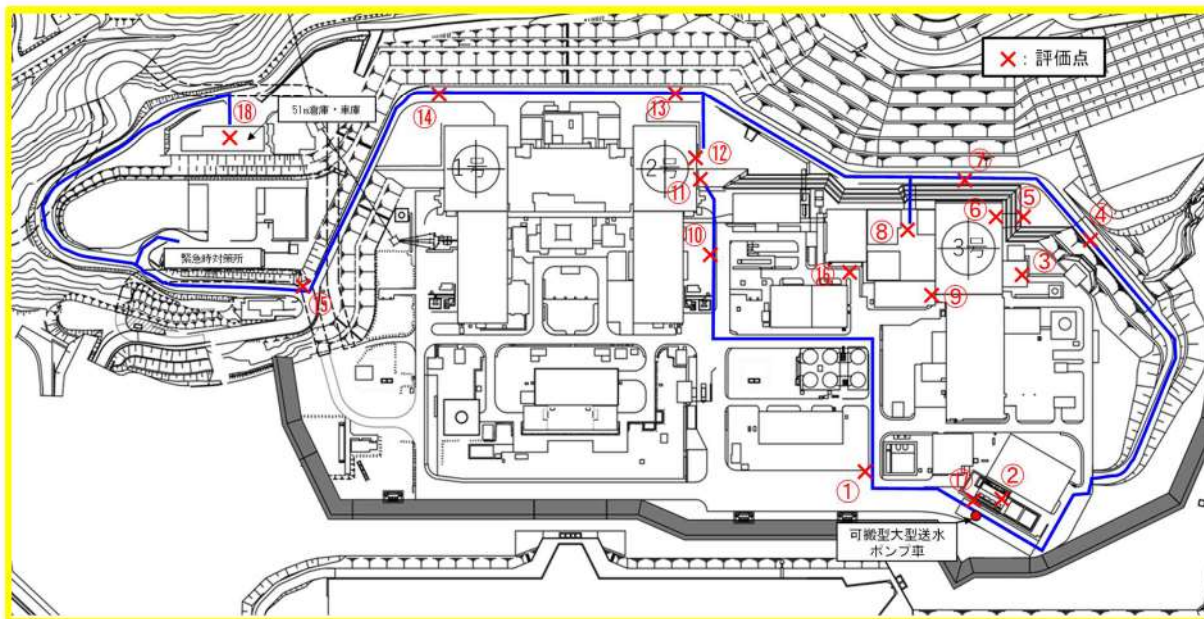 ×：評価点
⑱
51m倉庫・車庫
⑭
⑬
1号
2号
⑫
⑪
⑦
⑥
⑤
④
⑧
3号
③
⑩
⑯
⑨
緊急時対策所
⑮
①
⑰
②
可搬型大型送水
ポンプ車